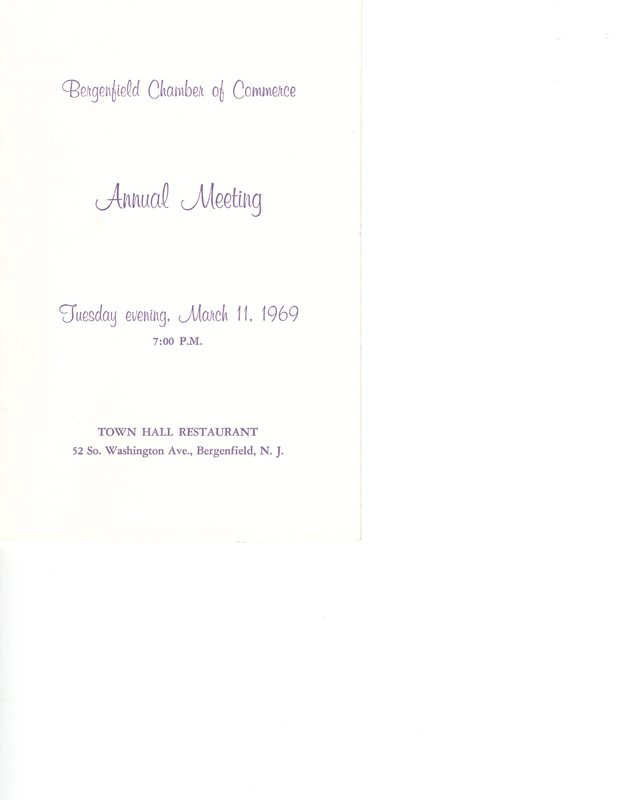 Bergenfield Chamber of Commerce
Annual Meeting
Tuesday evening, March 11, 1969
7:00 P.M.
TOWN HALL RESTAURANT
52 So. Washington Ave., Bergenfield, N. J.